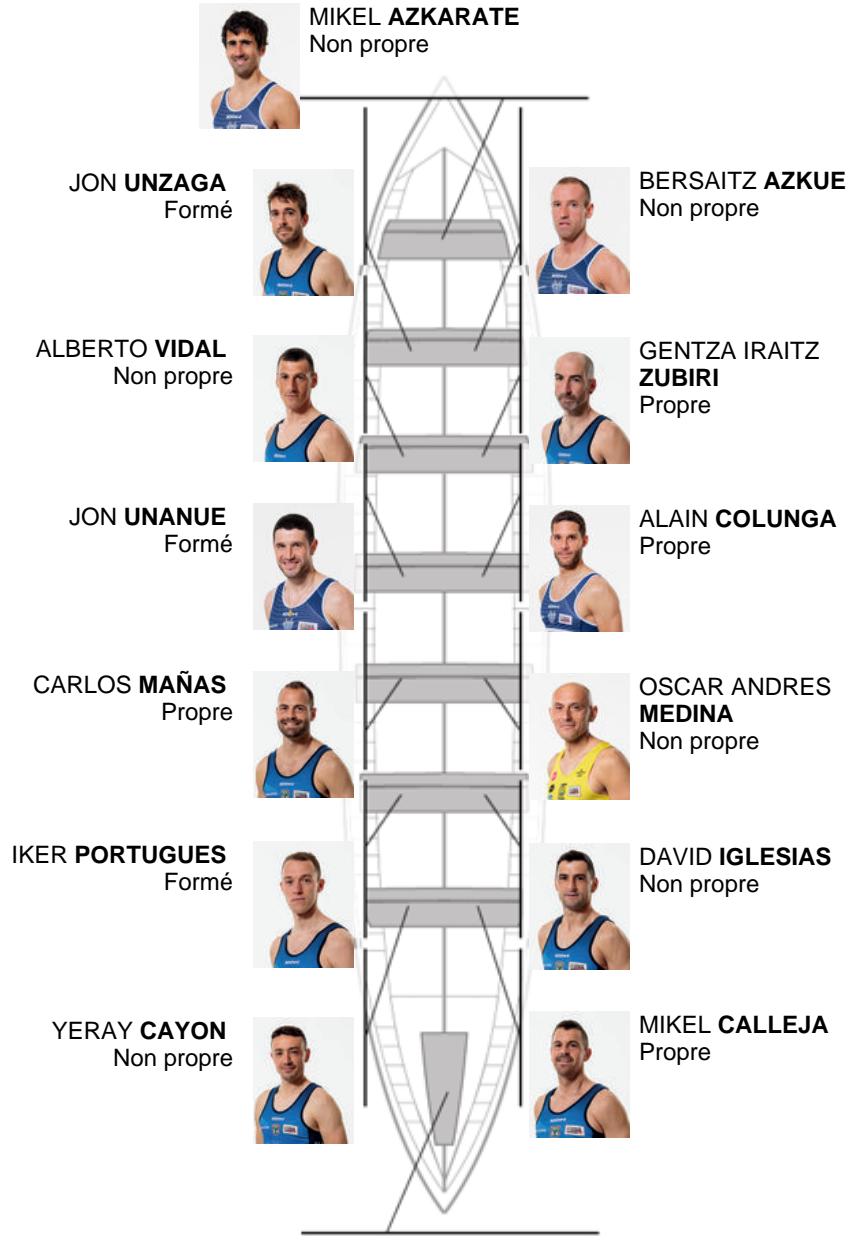 MIKEL AZKARATE
Non propre
JON UNZAGA
Formé
BERSAITZ AZKUE
Non propre
ALBERTO VIDAL
Non propre
GENTZA IRAITZ
ZUBIRI
Propre
JON UNANUE
Formé
ALAIN COLUNGA
Propre
CARLOS MAÑAS
Propre
OSCAR ANDRES
MEDINA
Non propre
IKER PORTUGUES
Formé
DAVID IGLESIAS
Non propre
YERAY CAYON
Non propre
MIKEL CALLEJA
Propre